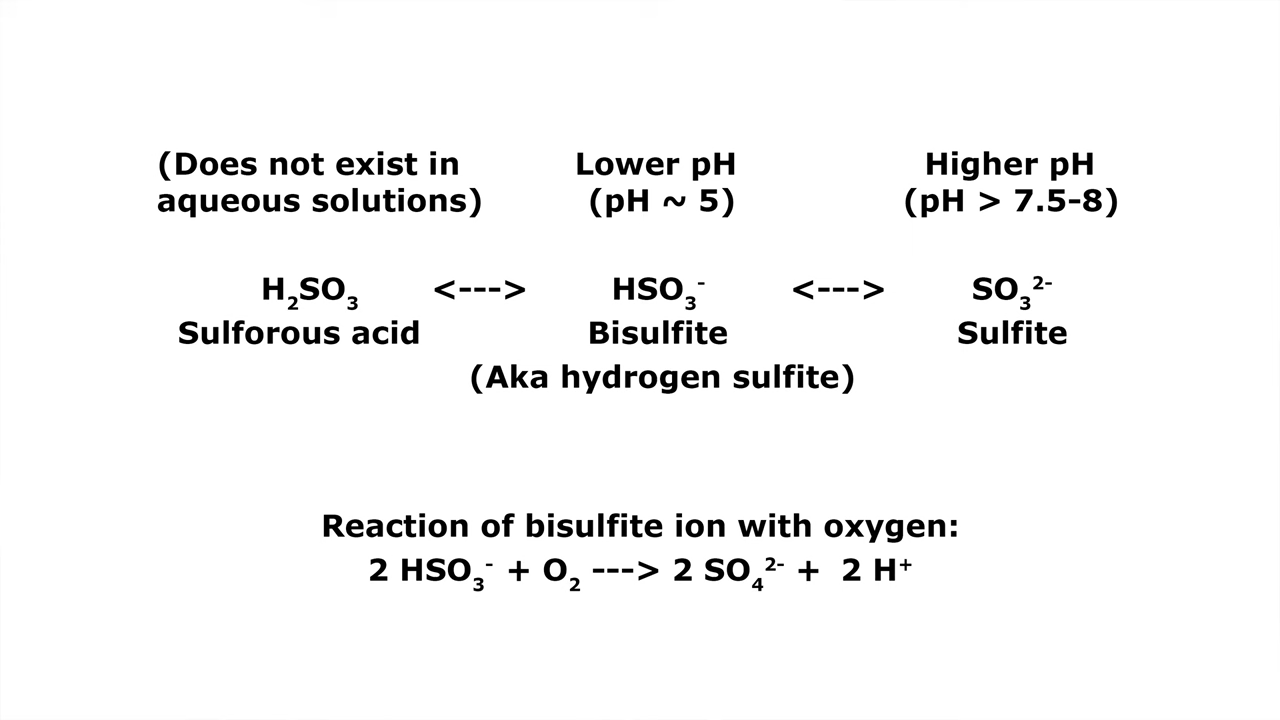 (Does not exist in Lower pH Higher pH
aqueous solutions) (pH ~ 5) (pH > 7.5-8)
H₂SO₃ <---> HSO₃⁻ <---> SO₃²⁻
Sulforous acid Bisulfite Sulfite
(Aka hydrogen sulfite)
Reaction of bisulfite ion with oxygen:
2 HSO₃⁻ + O₂ ---> 2 SO₄²⁻ + 2 H⁺